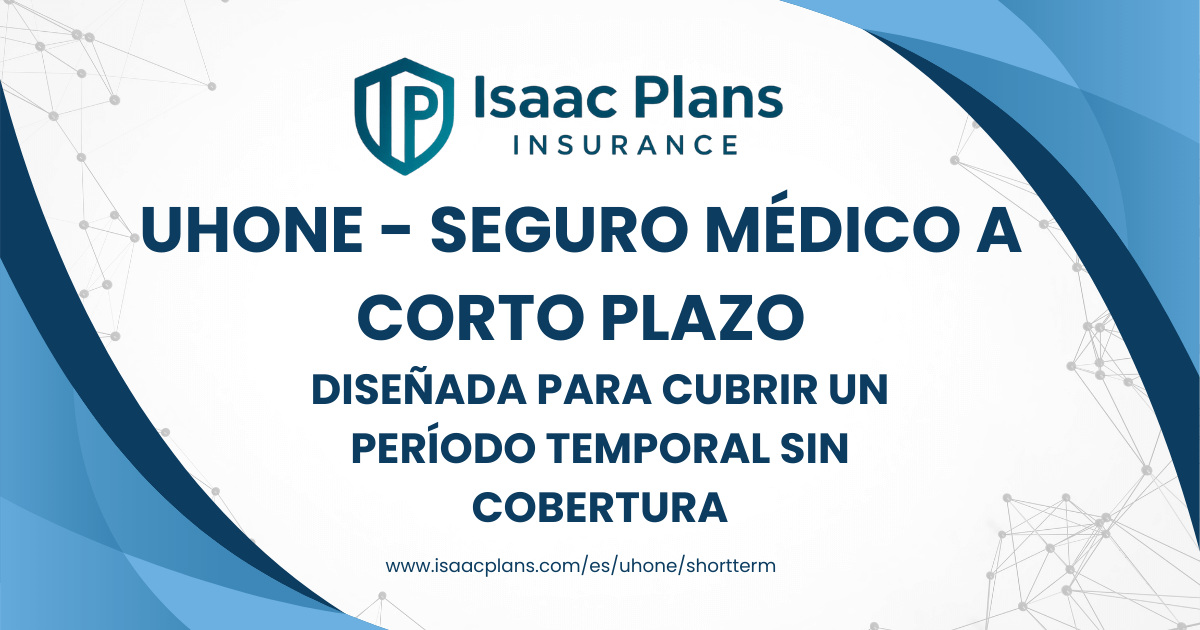 IP
Isaac Plans
INSURANCE
UHONE - SEGURO MÉDICO A
CORTO PLAZO
DISEÑADA PARA CUBRIR UN
PERÍODO TEMPORAL SIN
COBERTURA
www.isaacplans.com/es/uhone/shortterm